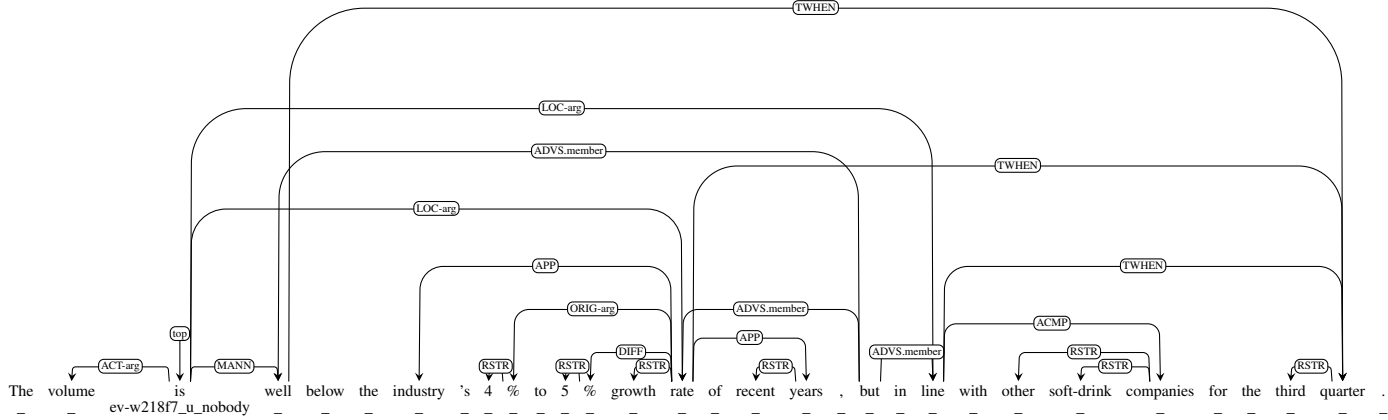 TWHEN
LOC-arg
ADVS.member
TWHEN
LOC-arg
APP
TWHEN
ORIG-arg
ADVS.member
ACMP
top
APP
DIFF
ADVS.member
RSTR
ACT-arg
MANN
RSTR
RSTR
RSTR
RSTR
RSTR
RSTR
The volume is well below the industry 's 4 % to 5 % growth rate of recent years , but in line with other soft-drink companies for the third quarter .
_ _ ev-w218f7_u_nobody _ _ _ _ _ _ _ _ _ _ _ _ _ _ _ _ _ _ _ _ _ _ _ _ _ _ _ _